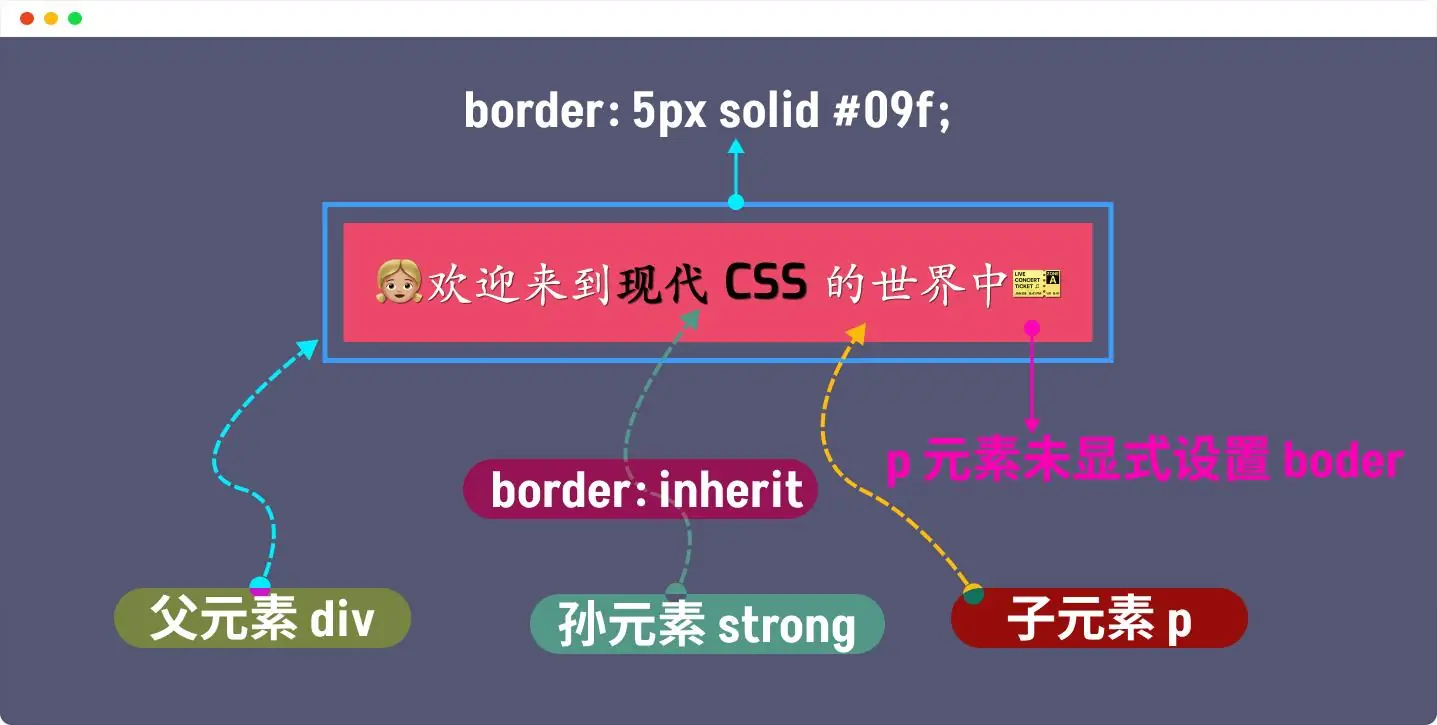 border: 5px solid #09f;
👧🏼欢迎来到现代 CSS 的世界中🎫
LIVE
CONCERT
TICKET ♫
ZONE
A
p 元素未显式设置 boder
border: inherit
父元素 div
孙元素 strong
子元素 p